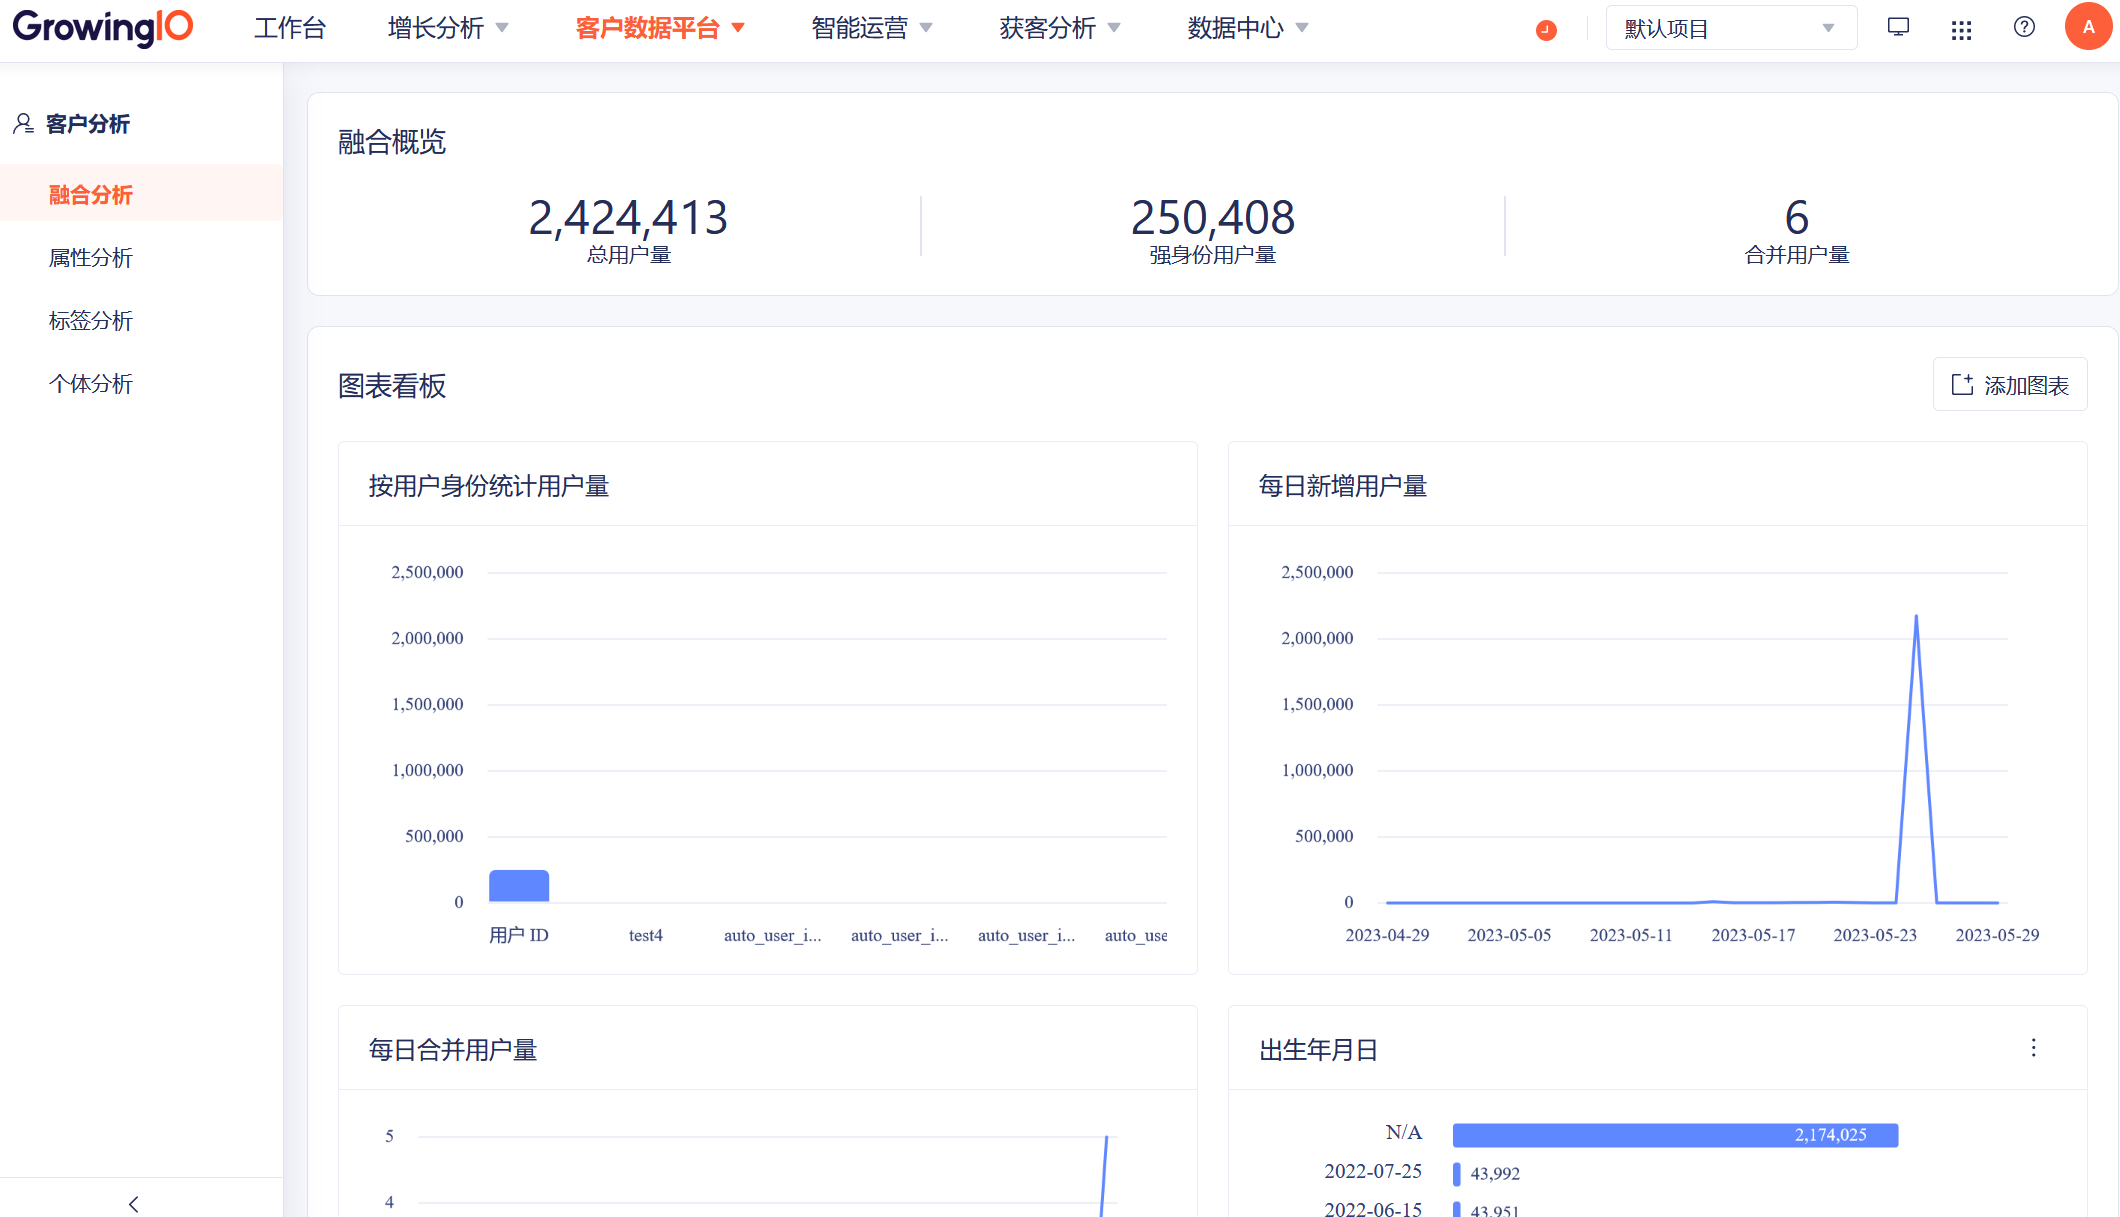 GrowingIO 工作台 增长分析 客户数据平台 智能运营 获客分析 数据中心 默认项目 A
客户分析
融合分析
属性分析
标签分析
个体分析
融合概览
2,424,413 250,408 6
总用户量 强身份用户量 合并用户量
图表看板 添加图表
按用户身份统计用户量
2,500,000
2,000,000
1,500,000
1,000,000
500,000
0
用户 ID test4 auto_user_i... auto_user_i... auto_user_i... auto_use
每日新增用户量
2,500,000
2,000,000
1,500,000
1,000,000
500,000
0
2023-04-29 2023-05-05 2023-05-11 2023-05-17 2023-05-23 2023-05-29
每日合并用户量
5
4
出生年月日
N/A 2,174,025
2022-07-25 43,992
2022-06-15 43,951